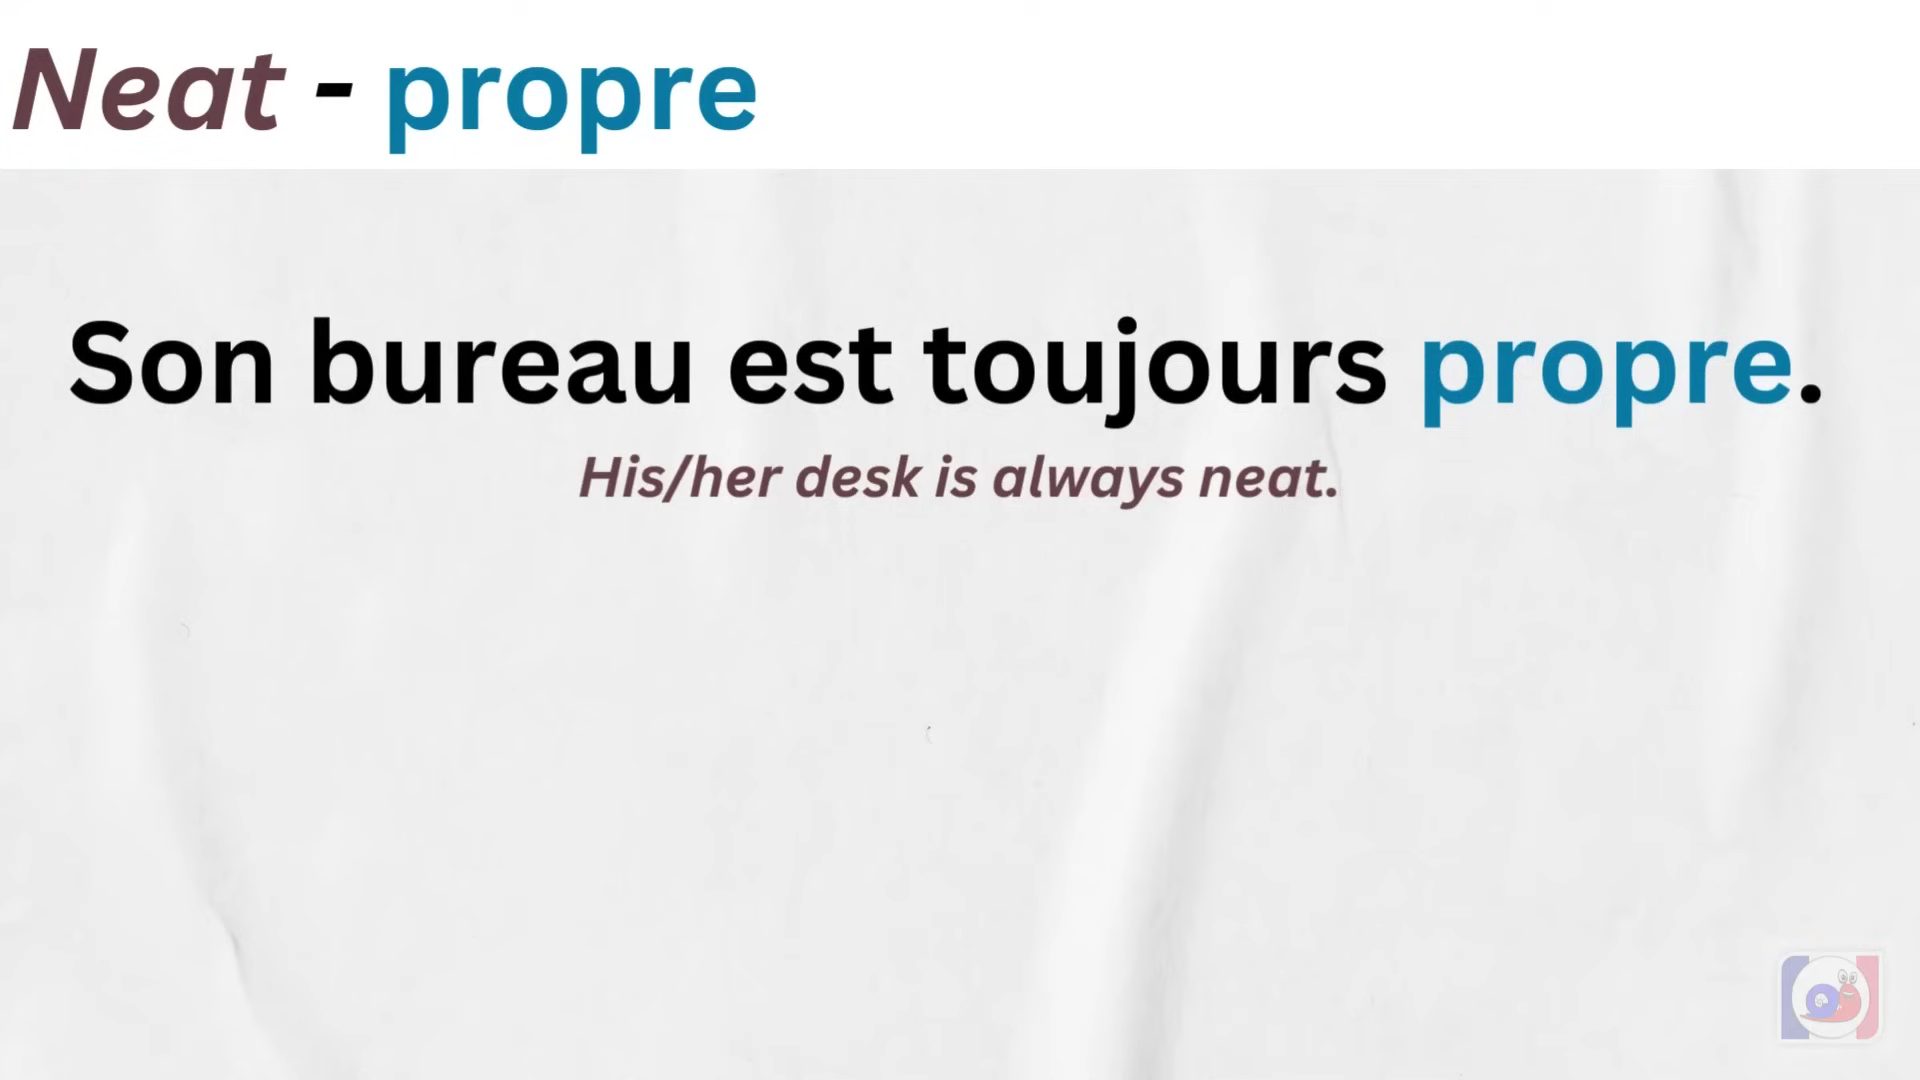 Neat - propre
Son bureau est toujours propre.
His/her desk is always neat.